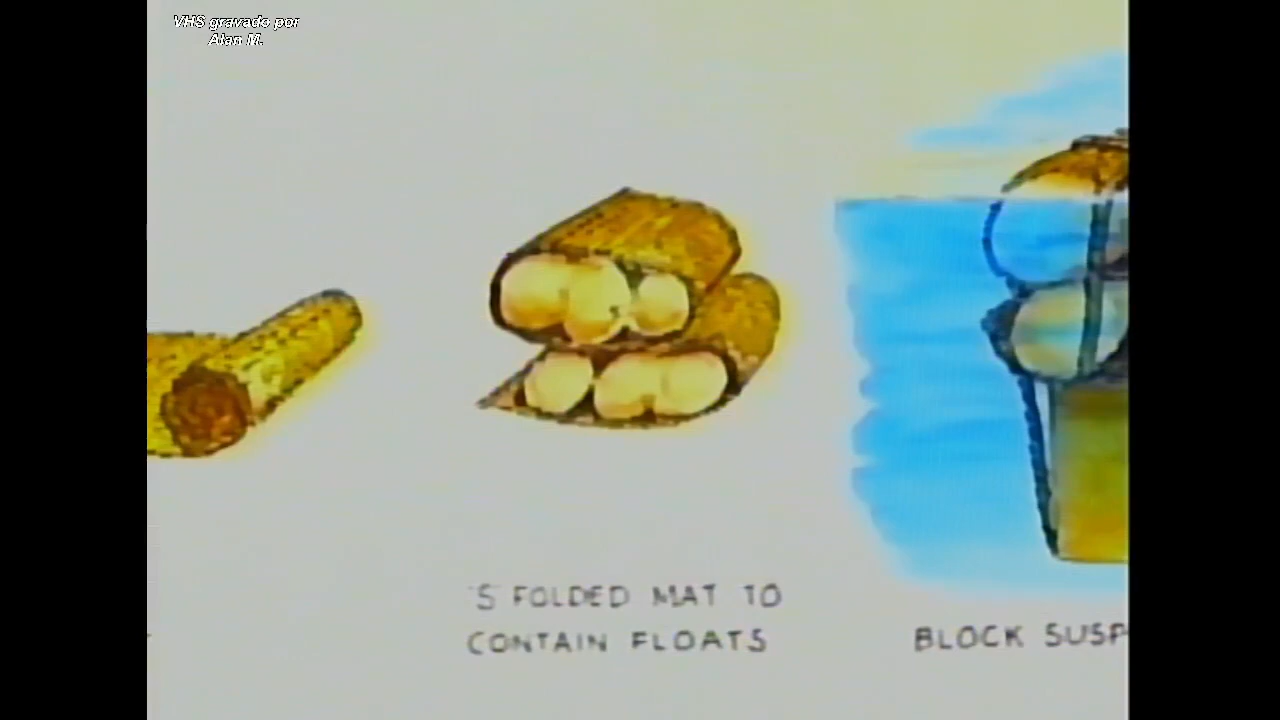 VHS gravado por
Alan M.
'S FOLDED MAT TO
CONTAIN FLOATS
BLOCK SUSP